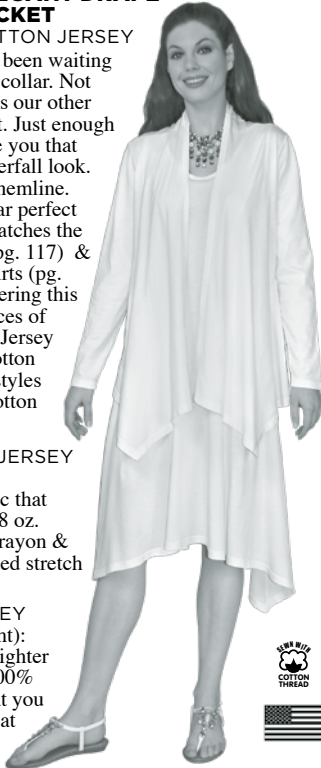 CKET
TTON JERSEY
been waiting
collar. Not
s our other
t. Just enough
e you that
erfall look.
hemline.
ar perfect
atches the
pg. 117) &
rts (pg.
ering this
ces of
Jersey
otton
styles
otton
JERSEY
c that
8 oz.
rayon &
ed stretch
EY
nt):
ighter
00%
t you
at
SEWN WITH
COTTON
THREAD